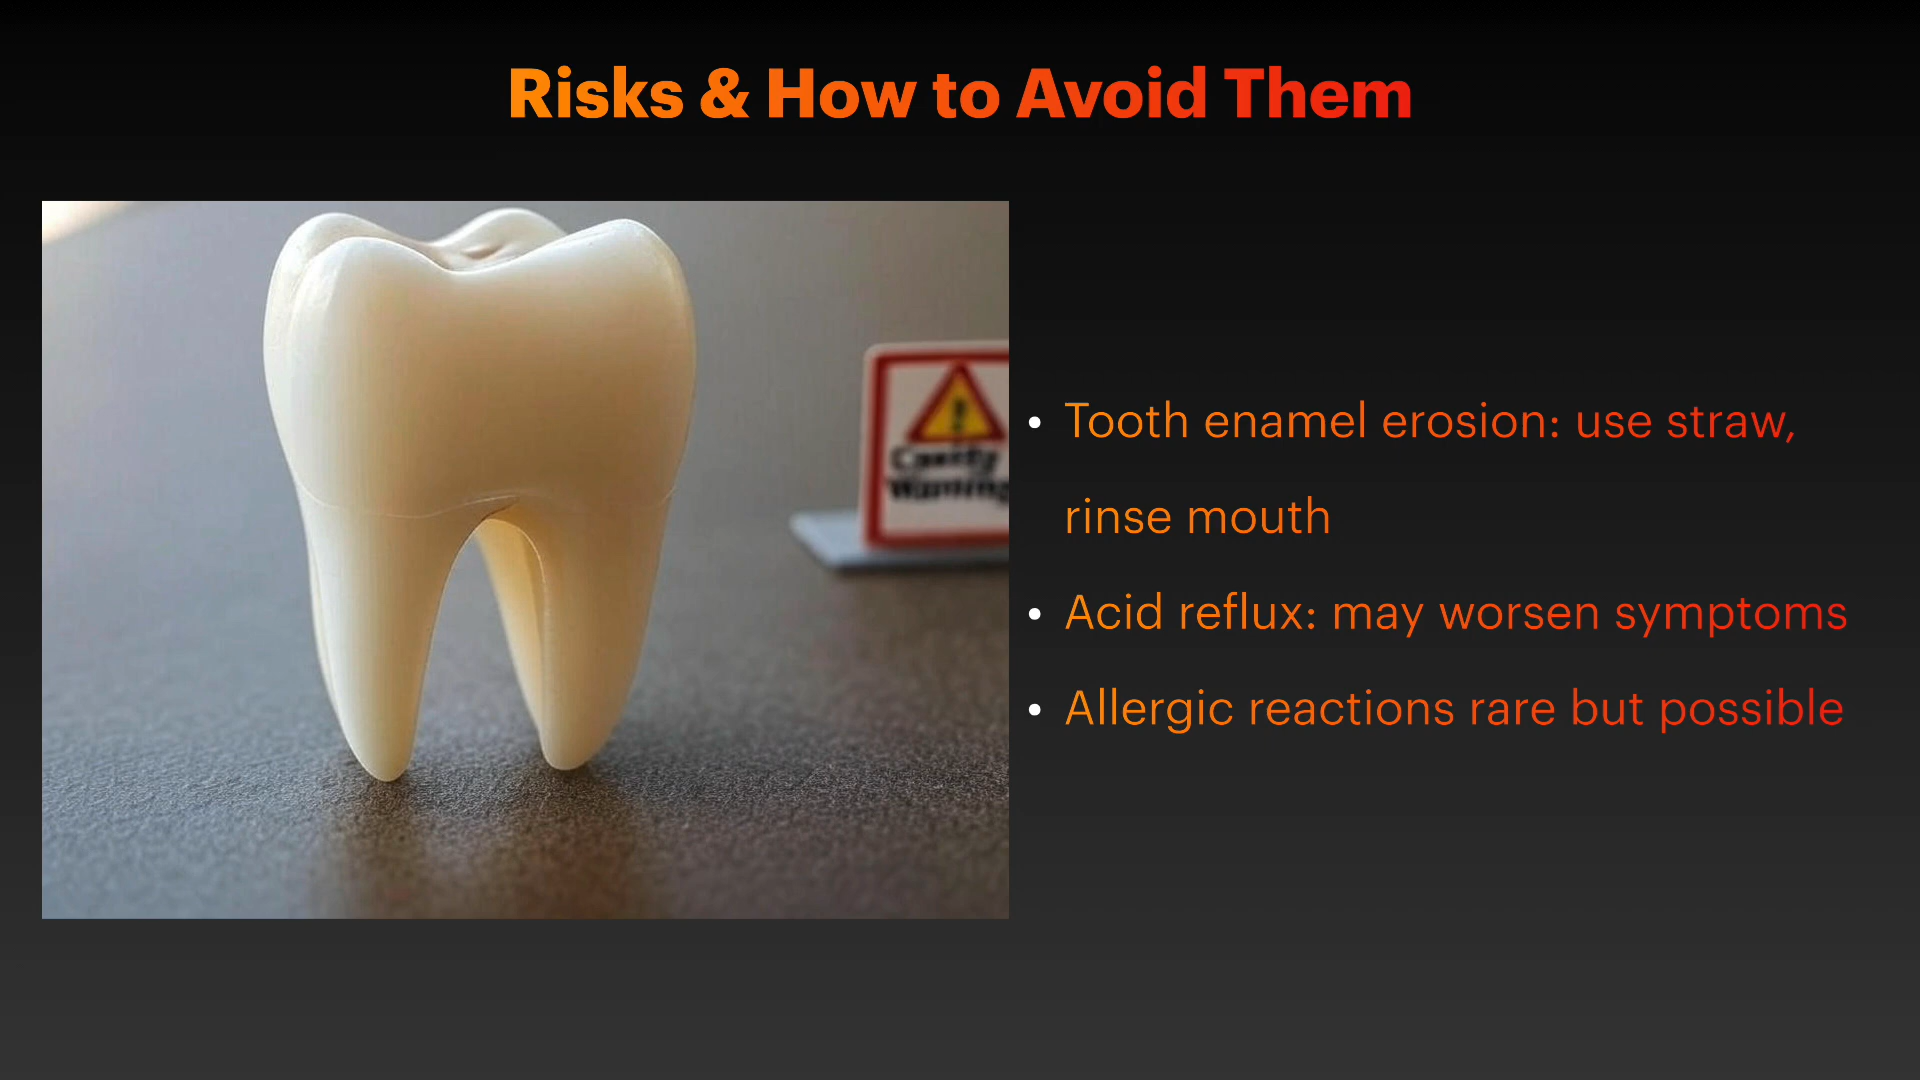 Risks & How to Avoid Them
Warning
• Tooth enamel erosion: use straw,
rinse mouth
• Acid reflux: may worsen symptoms
• Allergic reactions rare but possible